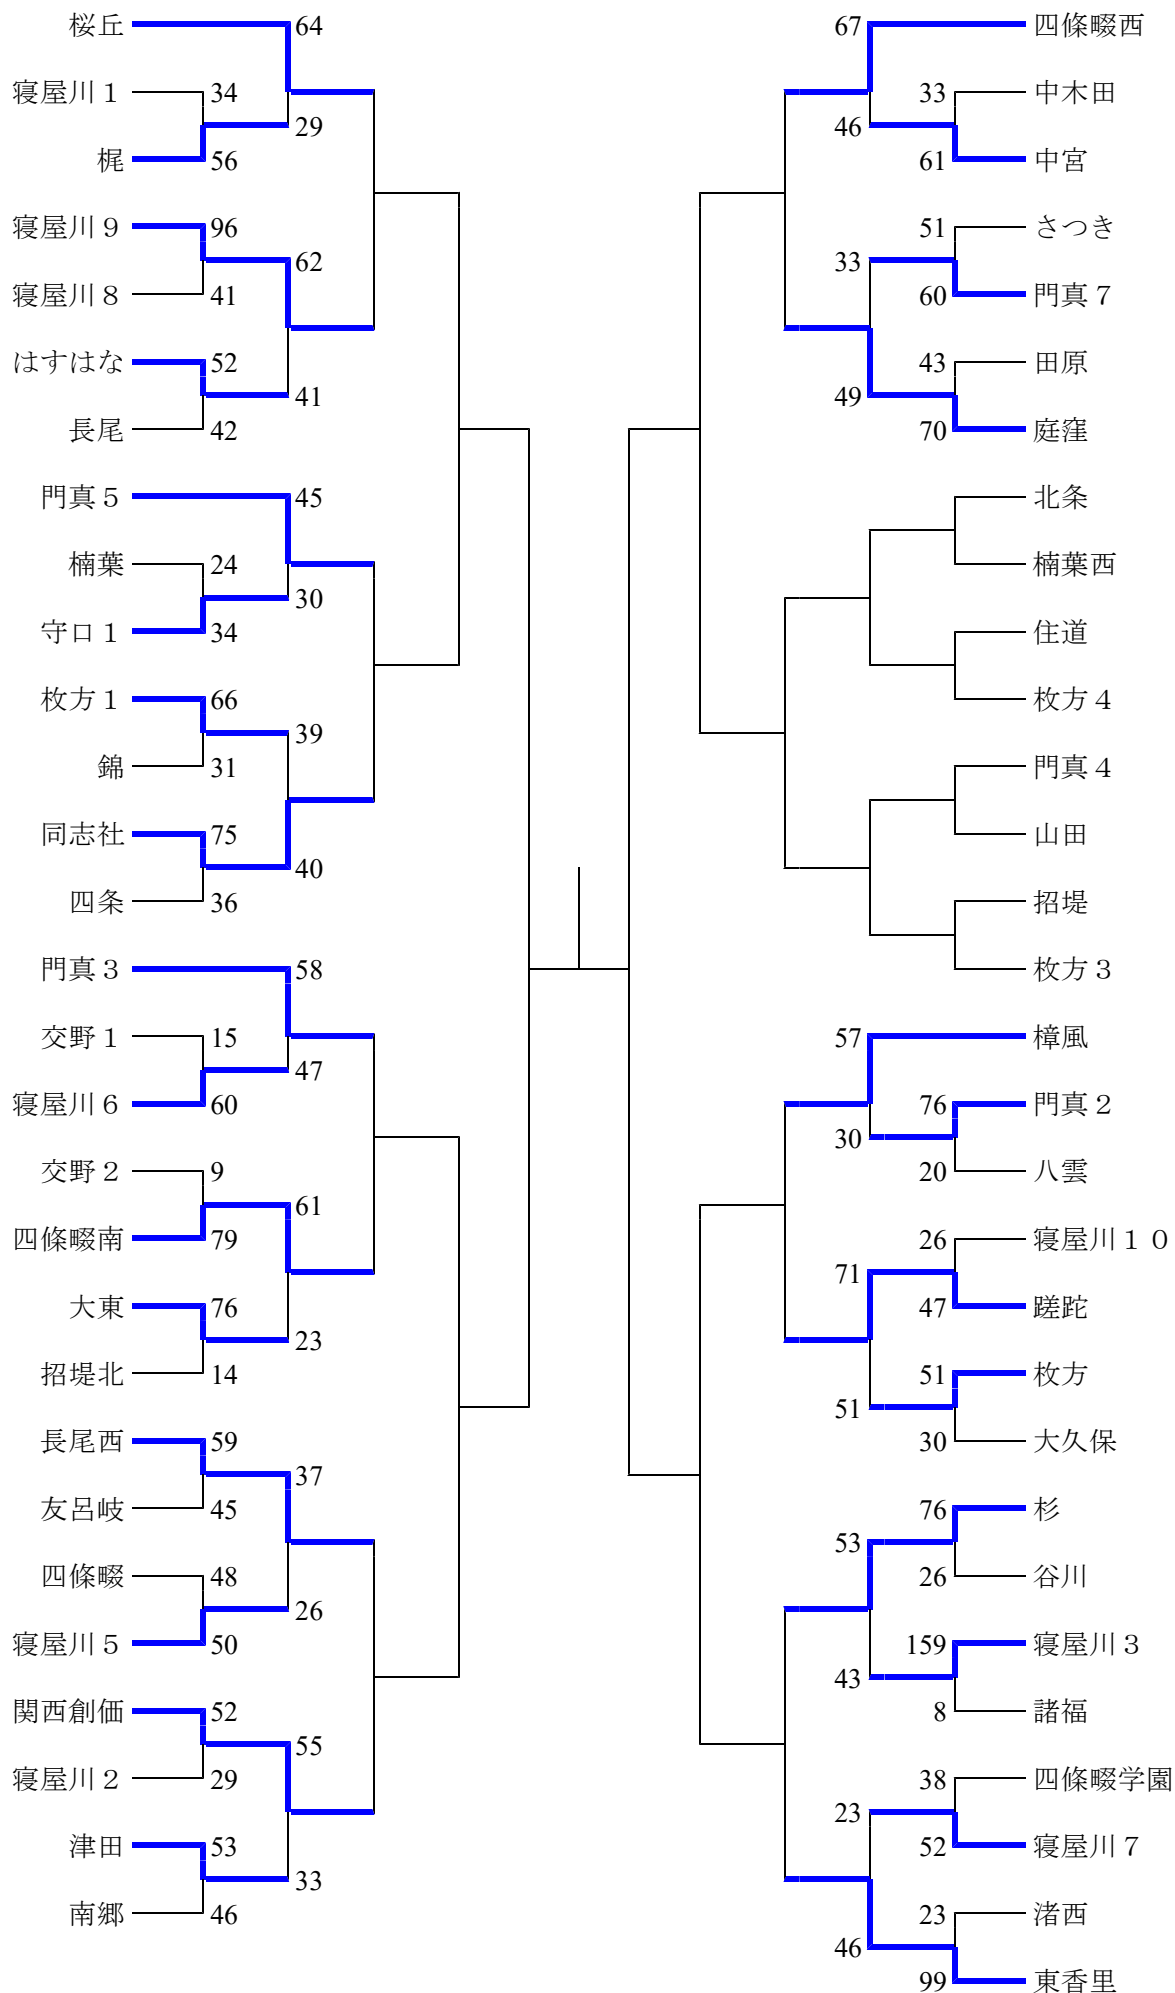 桜丘 64
寝屋川１ 34
29
梶 56
寝屋川９ 96
62
寝屋川８ 41
はすはな 52
41
長尾 42
門真５ 45
楠葉 24
30
守口１ 34
枚方１ 66
39
錦 31
同志社 75
40
四条 36
門真３ 58
交野１ 15
47
寝屋川６ 60
交野２ 9
61
四條畷南 79
大東 76
23
招堤北 14
長尾西 59
37
友呂岐 45
四條畷 48
26
寝屋川５ 50
関西創価 52
55
寝屋川２ 29
津田 53
33
南郷 46
67 四條畷西
33 中木田
46
61 中宮
51 さつき
33
60 門真７
43 田原
49
70 庭窪
北条
楠葉西
住道
枚方４
門真４
山田
招堤
枚方３
57 樟風
76 門真２
30
20 八雲
26 寝屋川１０
71
47 蹉跎
51 枚方
51
30 大久保
76 杉
53
26 谷川
159 寝屋川３
43
8 諸福
38 四條畷学園
23
52 寝屋川７
23 渚西
46
99 東香里